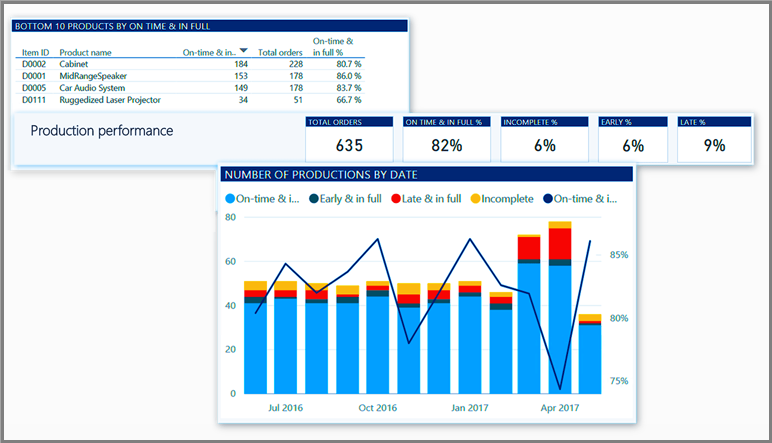 BOTTOM 10 PRODUCTS BY ON TIME & IN FULL
Item ID Product name On-time & in.. Total orders On-time & in full %
D0002 Cabinet 184 228 80.7 %
D0001 MidRangeSpeaker 153 178 86.0 %
D0005 Car Audio System 149 178 83.7 %
D0111 Ruggedized Laser Projector 34 51 66.7 %
Production performance
TOTAL ORDERS ON TIME & IN FULL % INCOMPLETE % EARLY % LATE %
635 82% 6% 6% 9%
NUMBER OF PRODUCTIONS BY DATE
On-time & i... Early & in full Late & in full Incomplete On-time & i...
80
60
40
20
0
85%
80%
75%
Jul 2016 Oct 2016 Jan 2017 Apr 2017